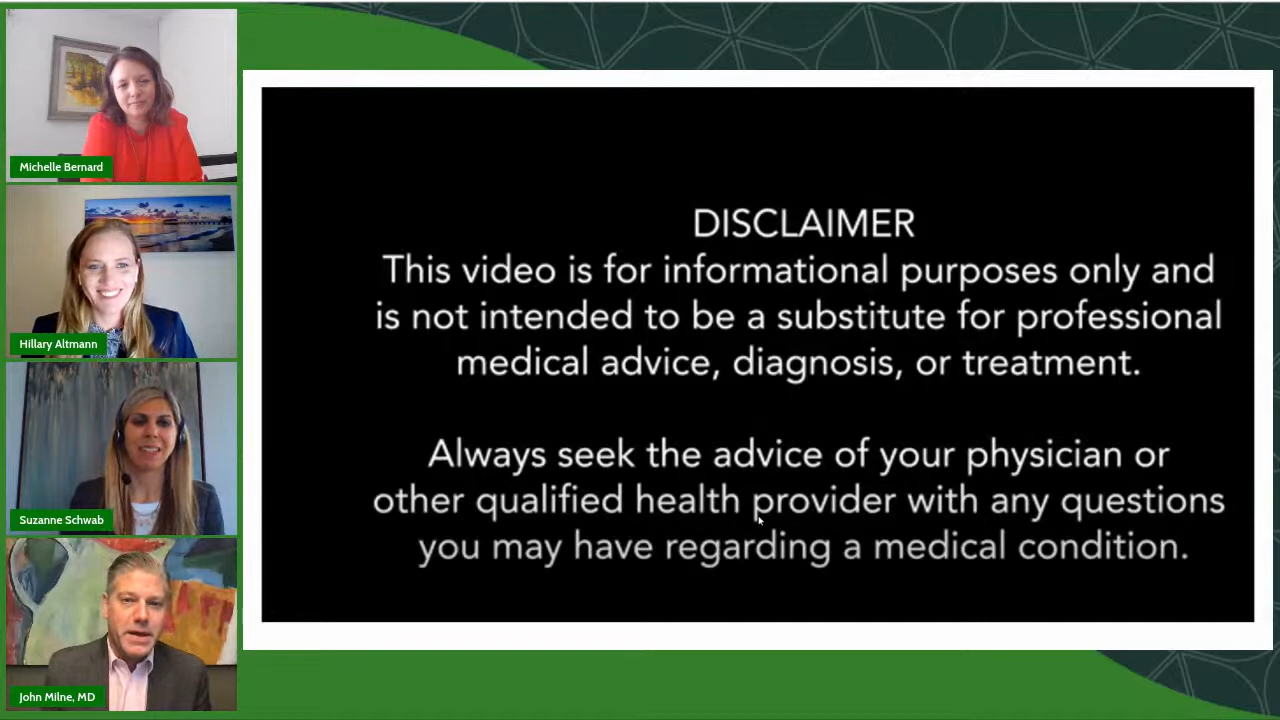 Michelle Bernard
Hillary Altmann
Suzanne Schwab
John Milne, MD
DISCLAIMER
This video is for informational purposes only and
is not intended to be a substitute for professional
medical advice, diagnosis, or treatment.
Always seek the advice of your physician or
other qualified health provider with any questions
you may have regarding a medical condition.